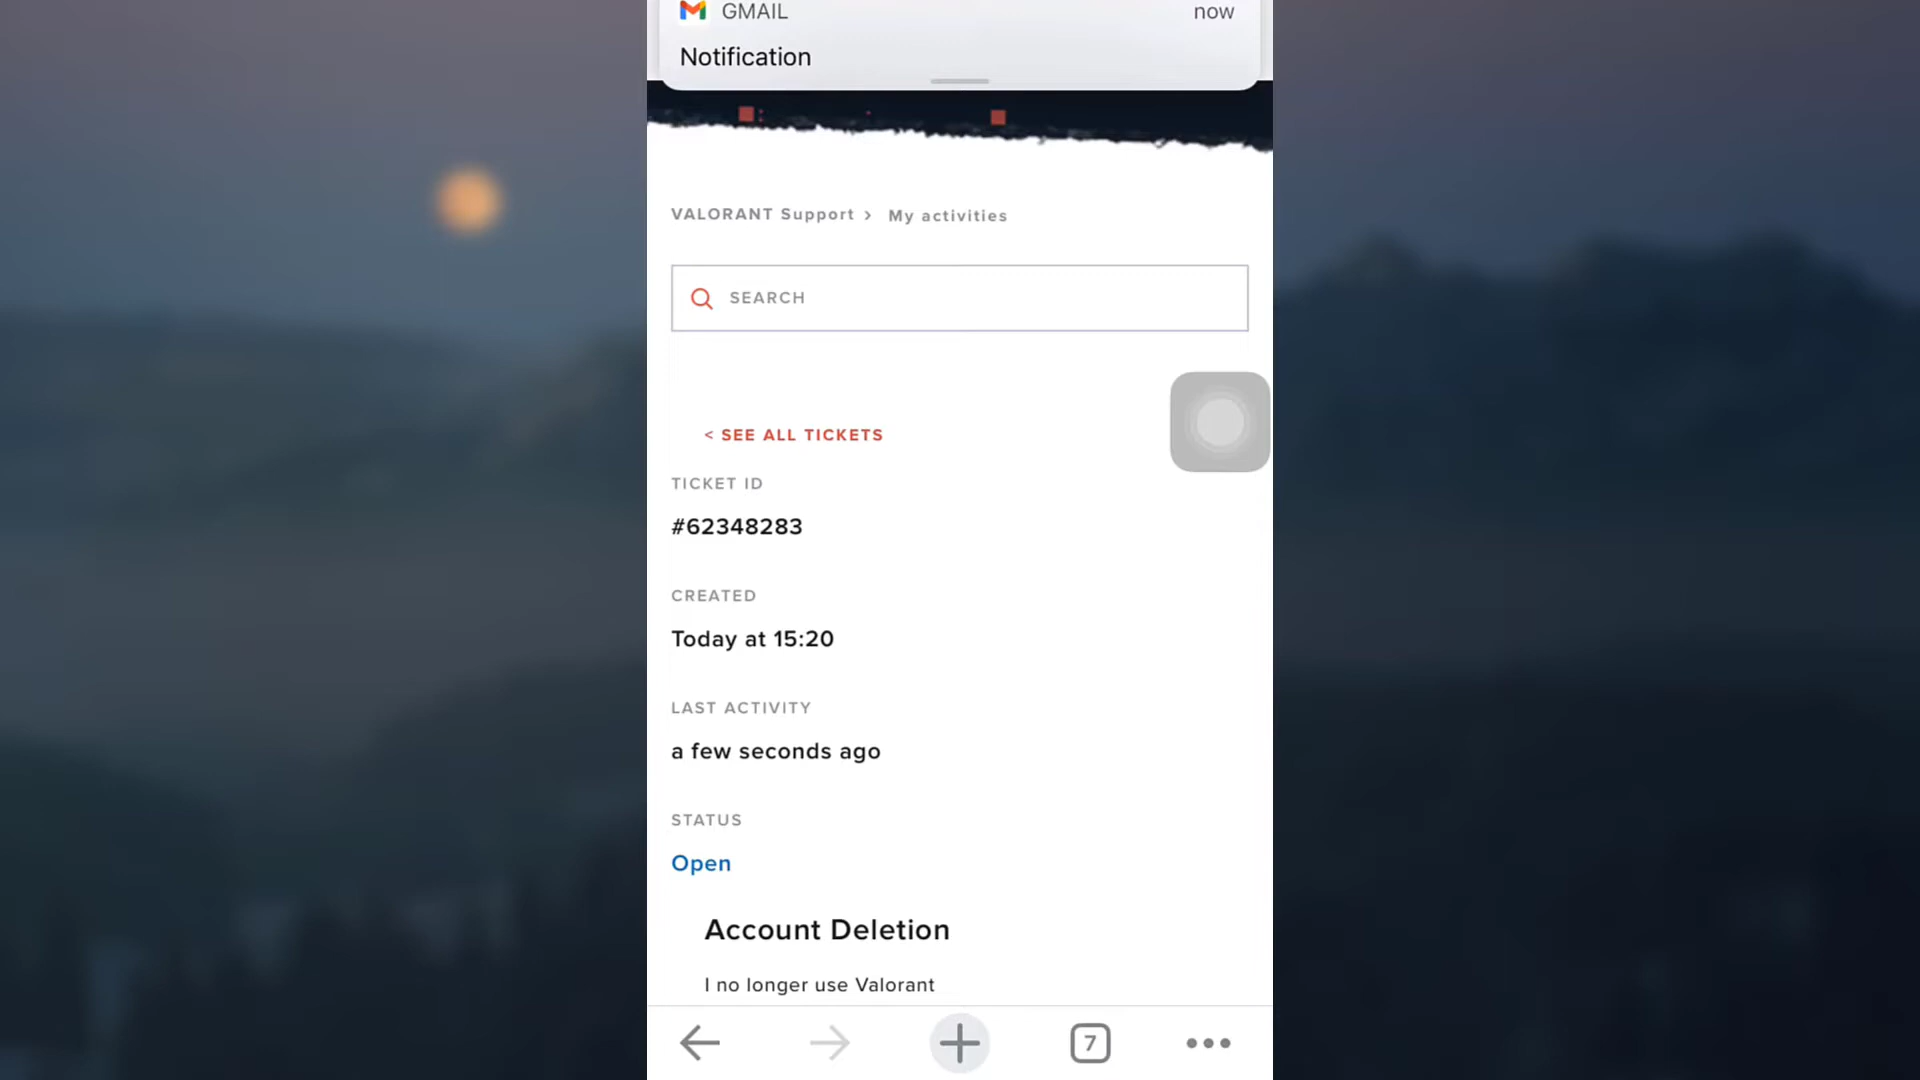 GMAIL
now
Notification
VALORANT Support > My activities
SEARCH
< SEE ALL TICKETS
TICKET ID
#62348283
CREATED
Today at 15:20
LAST ACTIVITY
a few seconds ago
STATUS
Open
Account Deletion
I no longer use Valorant
7